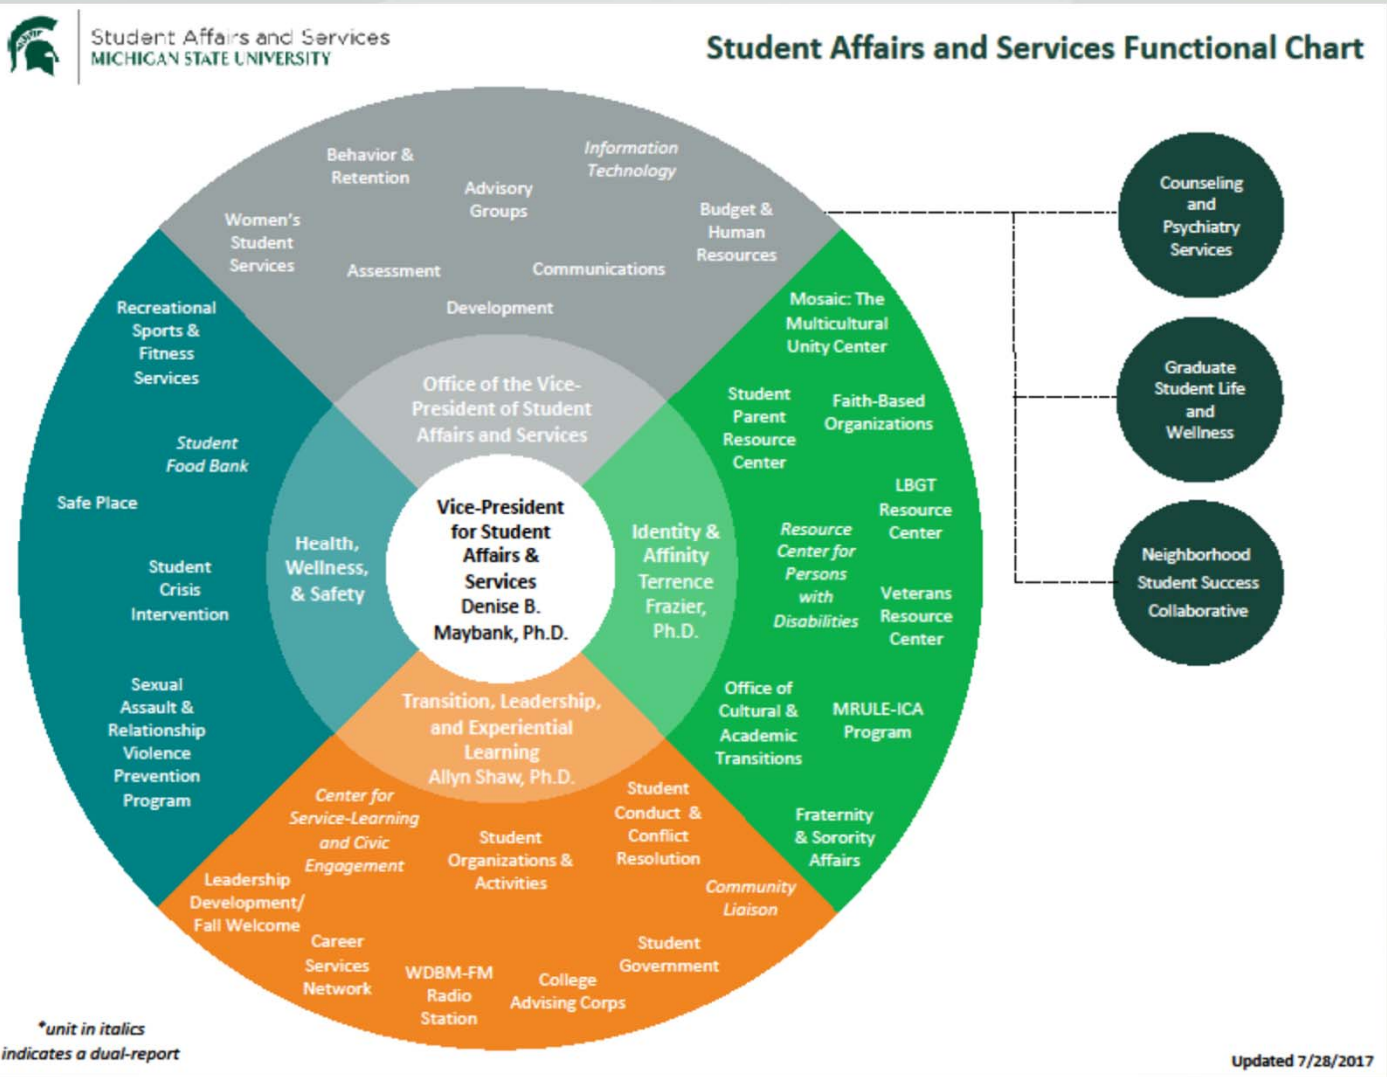 Student Affairs and Services
MICHIGAN STATE UNIVERSITY
Student Affairs and Services Functional Chart
Behavior &
Retention
Information
Technology
Advisory
Groups
Women's
Student
Services
Budget &
Human
Resources
Assessment
Communications
Development
Office of the Vice-
President of Student
Affairs and Services
Recreational
Sports &
Fitness
Services
Student
Food Bank
Safe Place
Student
Crisis
Intervention
Sexual
Assault &
Relationship
Violence
Prevention
Program
Health,
Wellness,
& Safety
Vice-President
for Student
Affairs &
Services
Denise B.
Maybank, Ph.D.
Identity &
Affinity
Terrence
Frazier,
Ph.D.
Mosaic: The
Multicultural
Unity Center
Student
Parent
Resource
Center
Faith-Based
Organizations
LBGT
Resource
Center
Resource
Center for
Persons
with
Disabilities
Veterans
Resource
Center
Office of
Cultural &
Academic
Transitions
MRULE-ICA
Program
Fraternity
& Sorority
Affairs
Transition, Leadership,
and Experiential
Learning
Allyn Shaw, Ph.D.
Center for
Service-Learning
and Civic
Engagement
Student
Organizations &
Activities
Student
Conduct &
Conflict
Resolution
Community
Liaison
Leadership
Development/
Fall Welcome
Career
Services
Network
WDBM-FM
Radio
Station
College
Advising Corps
Student
Government
Counseling
and
Psychiatry
Services
Graduate
Student Life
and
Wellness
Neighborhood
Student Success
Collaborative
*unit in italics
indicates a dual-report
Updated 7/28/2017